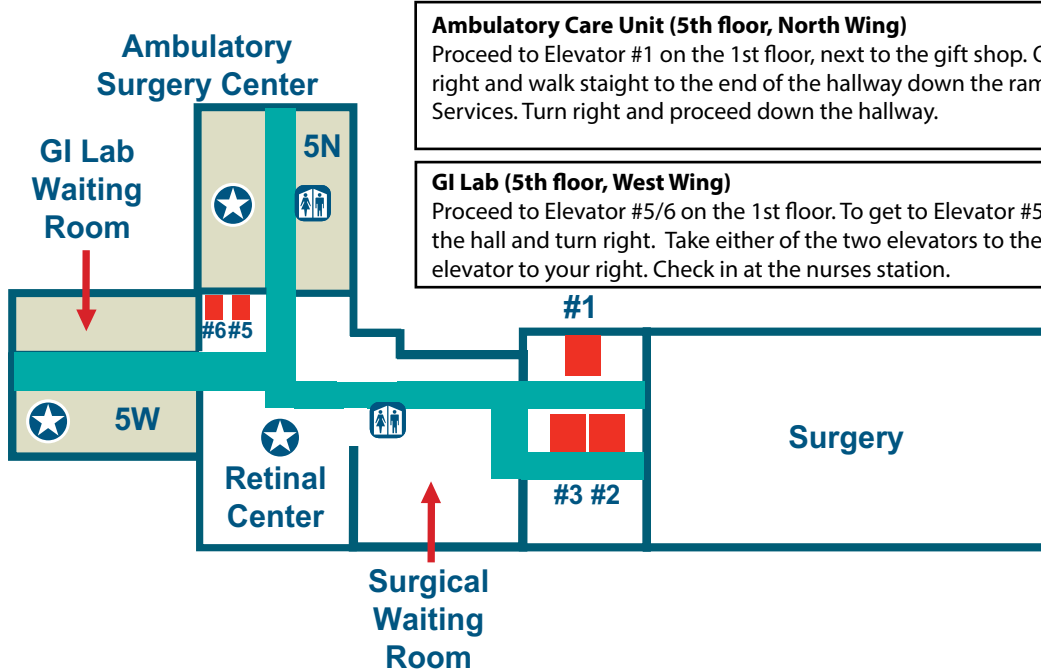 Ambulatory Care Unit (5th floor, North Wing)
Proceed to Elevator #1 on the 1st floor, next to the gift shop.
right and walk staight to the end of the hallway down the
Services. Turn right and proceed down the hallway.
GI Lab (5th floor, West Wing)
Proceed to Elevator #5/6 on the 1st floor. To get to Elevator #5
the hall and turn right. Take either of the two elevators to the
elevator to your right. Check in at the nurses station.
Ambulatory
Surgery Center
GI Lab
Waiting
Room
5N
#6 #5
#1
5W
Retinal
Center
#3 #2
Surgery
Surgical
Waiting
Room